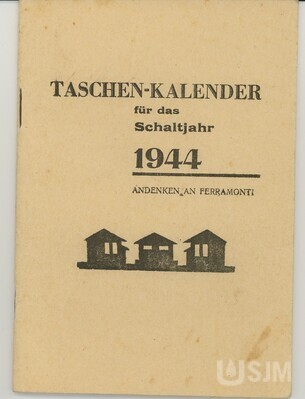 TASCHEN-KALENDER
für das
Schaltjahr
1944
ANDENKEN AN FERRAMONTI
USJM